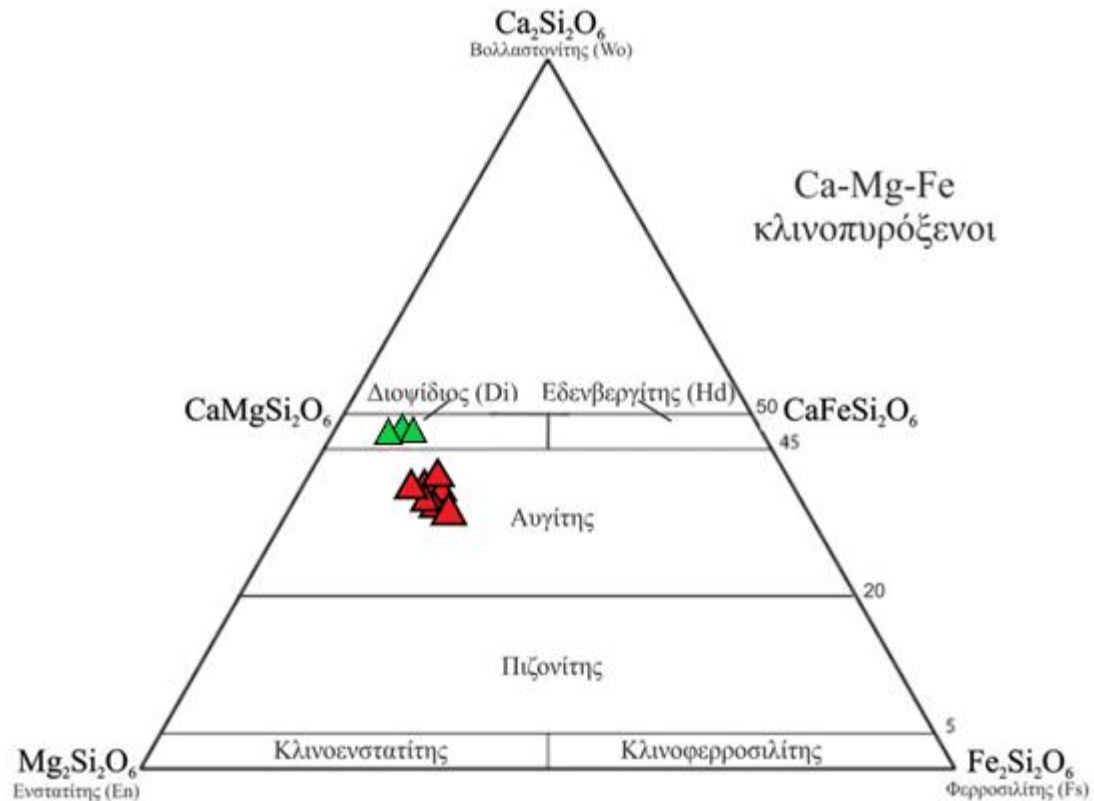 Ca₂Si₂O₆
Βολλαστονίτης (Wo)
Ca-Mg-Fe
κλινοπυρόξενοι
Διοψίδιος (Di)
Εδενβεργίτης (Hd)
CaMgSi₂O₆
50
CaFeSi₂O₆
45
Αυγίτης
20
Πιζονίτης
5
Κλινοενστατίτης
Κλινοφερροσιλίτης
Mg₂Si₂O₆
Ενστατίτης (En)
Fe₂Si₂O₆
Φερροσιλίτης (Fs)